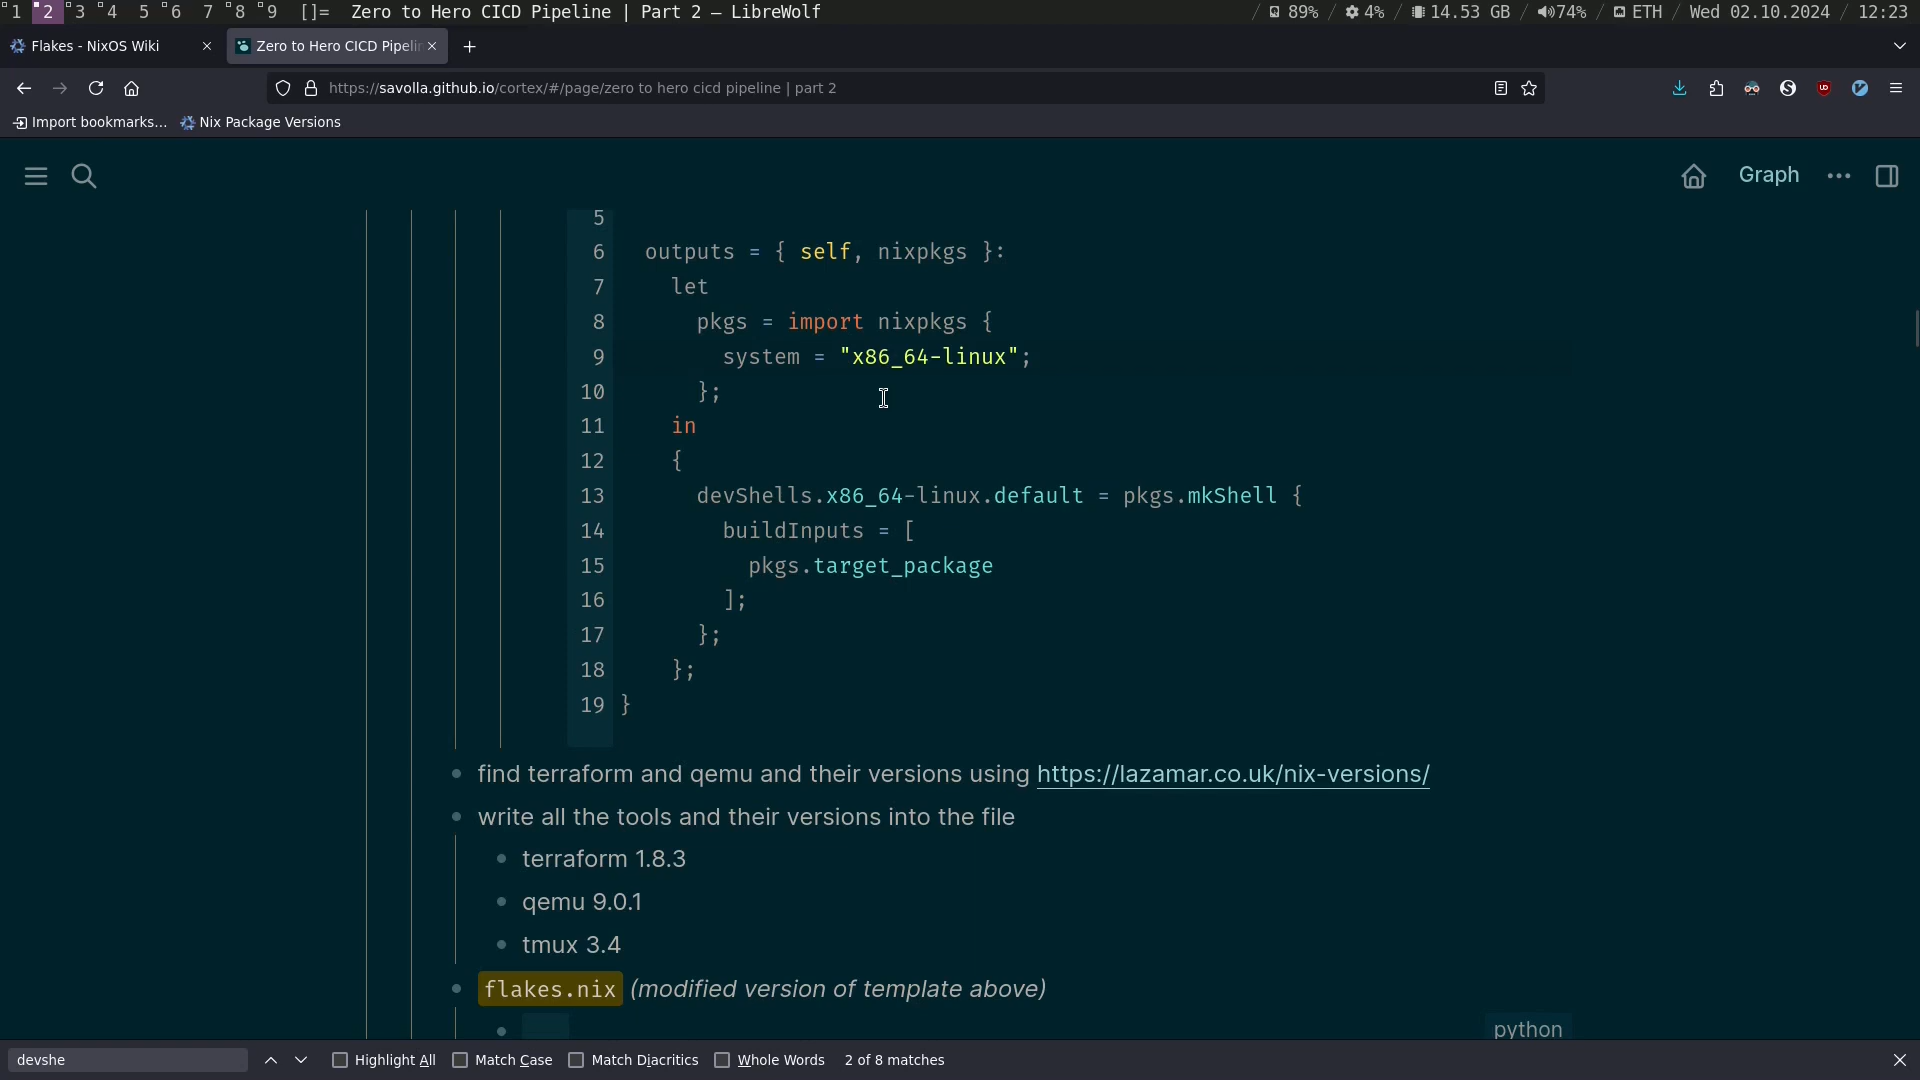 1 2 3 4 5 6 7 8 9 []= Zero to Hero CICD Pipeline | Part 2 — LibreWolf / 89% / 4% / 14.53 GB / 74% / ETH / Wed 02.10.2024 / 12:23
Flakes - NixOS Wiki Zero to Hero CICD Pipelin
https://savolla.github.io/cortex/#/page/zero to hero cicd pipeline | part 2
Import bookmarks... Nix Package Versions
Graph
5
6 outputs = { self, nixpkgs }:
7 let
8 pkgs = import nixpkgs {
9 system = "x86_64-linux";
10 };
11 in
12 {
13 devShells.x86_64-linux.default = pkgs.mkShell {
14 buildInputs = [
15 pkgs.target_package
16 ];
17 };
18 };
19 }
find terraform and qemu and their versions using https://lazamar.co.uk/nix-versions/
write all the tools and their versions into the file
terraform 1.8.3
qemu 9.0.1
tmux 3.4
flakes.nix (modified version of template above)
python
devshe Highlight All Match Case Match Diacritics Whole Words 2 of 8 matches